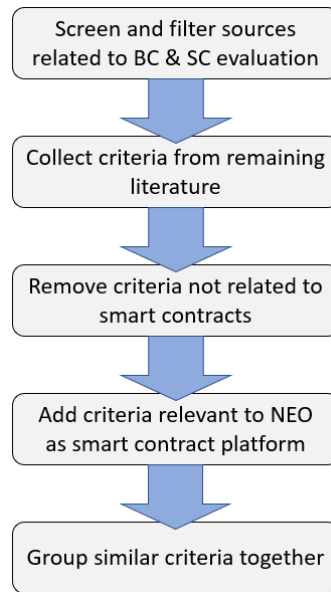 Screen and filter sources
related to BC & SC evaluation
Collect criteria from remaining
literature
Remove criteria not related to
smart contracts
Add criteria relevant to NEO
as smart contract platform
Group similar criteria together